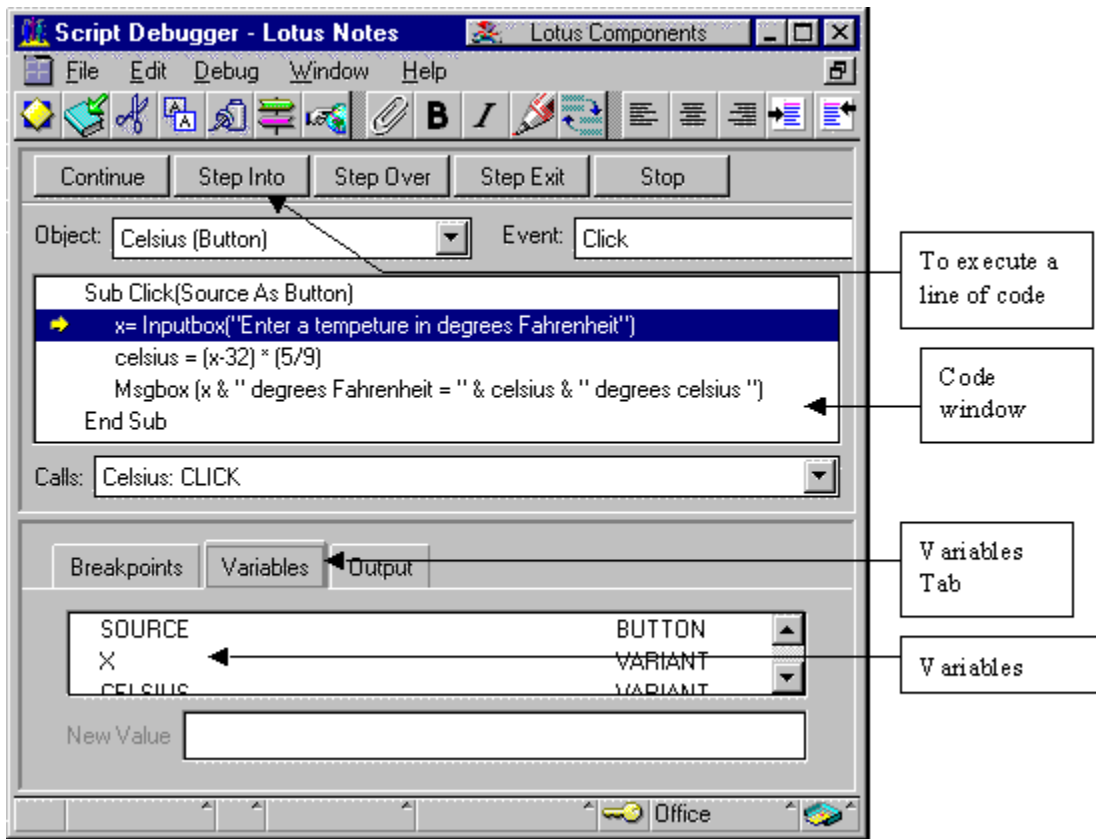 Script Debugger - Lotus Notes Lotus Components
File Edit Debug Window Help
B I
Continue Step Into Step Over Step Exit Stop
Object: Celsius (Button) Event: Click
Sub Click(Source As Button)
x= Inputbox("Enter a tempeture in degrees Fahrenheit")
celsius = (x-32) * (5/9)
Msgbox (x & " degrees Fahrenheit = " & celsius & " degrees celsius ")
End Sub
Calls: Celsius: CLICK
Breakpoints Variables Output
SOURCE BUTTON
X VARIANT
CELSIUS VARIANT
New Value
Office
To execute a
line of code
Code
window
Variables
Tab
Variables